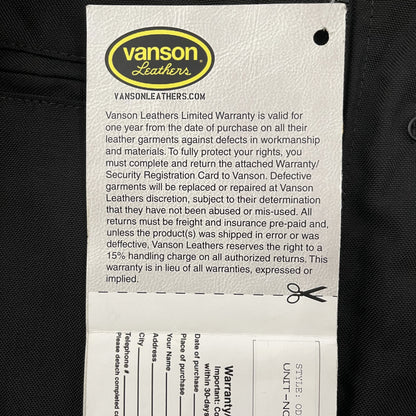 vanson
Leathers
®
VANSONLEATHERS.COM
Vanson Leathers Limited Warranty is valid for
one year from the date of purchase on all their
leather garments against defects in workmanship
and materials. To fully protect your rights, you
must complete and return the attached Warranty/
Security Registration Card to Vanson. Defective
garments will be replaced or repaired at Vanson
Leathers discretion, subject to their determination
that they have not been abused or mis-used. All
returns must be freight and insurance pre-paid and,
unless the product(s) was shipped in error or was
deffective, Vanson Leathers reserves the right to a
15% handling charge on all authorized returns. This
warranty is in lieu of all warranties, expressed or
implied.
STYLE: OD
UNIT-NO
Warranty/
Important: Co
within 30-days
Date of purchase
Place of purchase
Your Name
Address
City
Telephone #
Please detach completed c